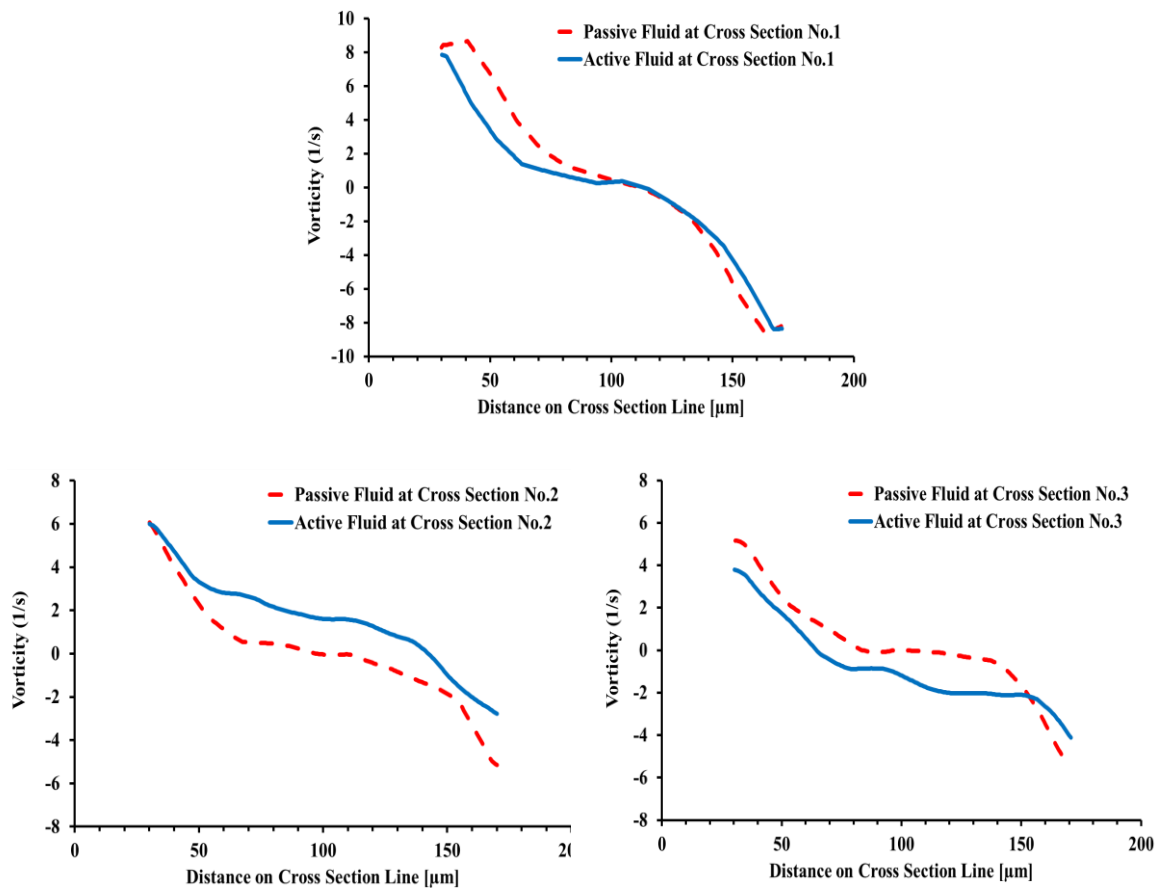 Passive Fluid at Cross Section No.1
Active Fluid at Cross Section No.1
Vorticity (1/s)
10
8
6
4
2
0
-2
-4
-6
-8
-10
0 50 100 150 200
Distance on Cross Section Line [µm]
Passive Fluid at Cross Section No.2
Active Fluid at Cross Section No.2
Vorticity (1/s)
8
6
4
2
0
-2
-4
-6
-8
0 50 100 150 20
Distance on Cross Section Line [µm]
Passive Fluid at Cross Section No.3
Active Fluid at Cross Section No.3
Vorticity (1/s)
8
6
4
2
0
-2
-4
-6
-8
0 50 100 150 200
Distance on Cross Section Line [µm]